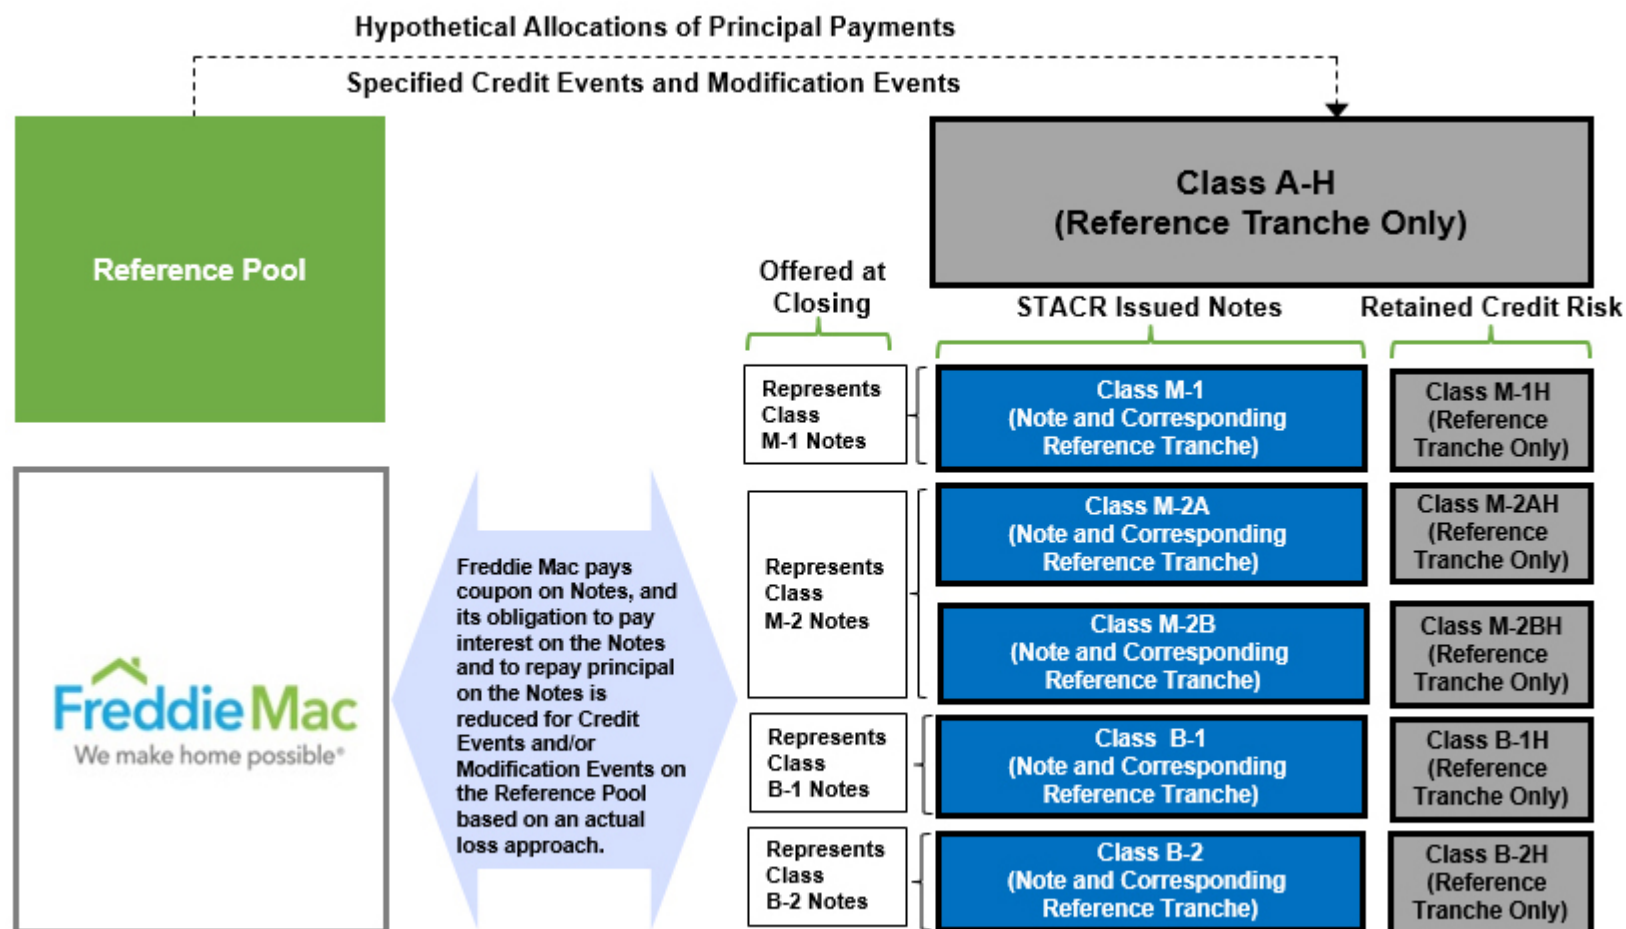 Hypothetical Allocations of Principal Payments
Specified Credit Events and Modification Events
Reference Pool
Class A-H
(Reference Tranche Only)
Offered at
Closing
STACR Issued Notes
Retained Credit Risk
Represents
Class
M-1 Notes
Class M-1
(Note and Corresponding
Reference Tranche)
Class M-1H
(Reference
Tranche Only)
Represents
Class
M-2 Notes
Class M-2A
(Note and Corresponding
Reference Tranche)
Class M-2AH
(Reference
Tranche Only)
Class M-2B
(Note and Corresponding
Reference Tranche)
Class M-2BH
(Reference
Tranche Only)
Represents
Class
B-1 Notes
Class B-1
(Note and Corresponding
Reference Tranche)
Class B-1H
(Reference
Tranche Only)
Represents
Class
B-2 Notes
Class B-2
(Note and Corresponding
Reference Tranche)
Class B-2H
(Reference
Tranche Only)
Freddie Mac
We make home possible®
Freddie Mac pays
coupon on Notes, and
its obligation to pay
interest on the Notes
and to repay principal
on the Notes is
reduced for Credit
Events and/or
Modification Events on
the Reference Pool
based on an actual
loss approach.